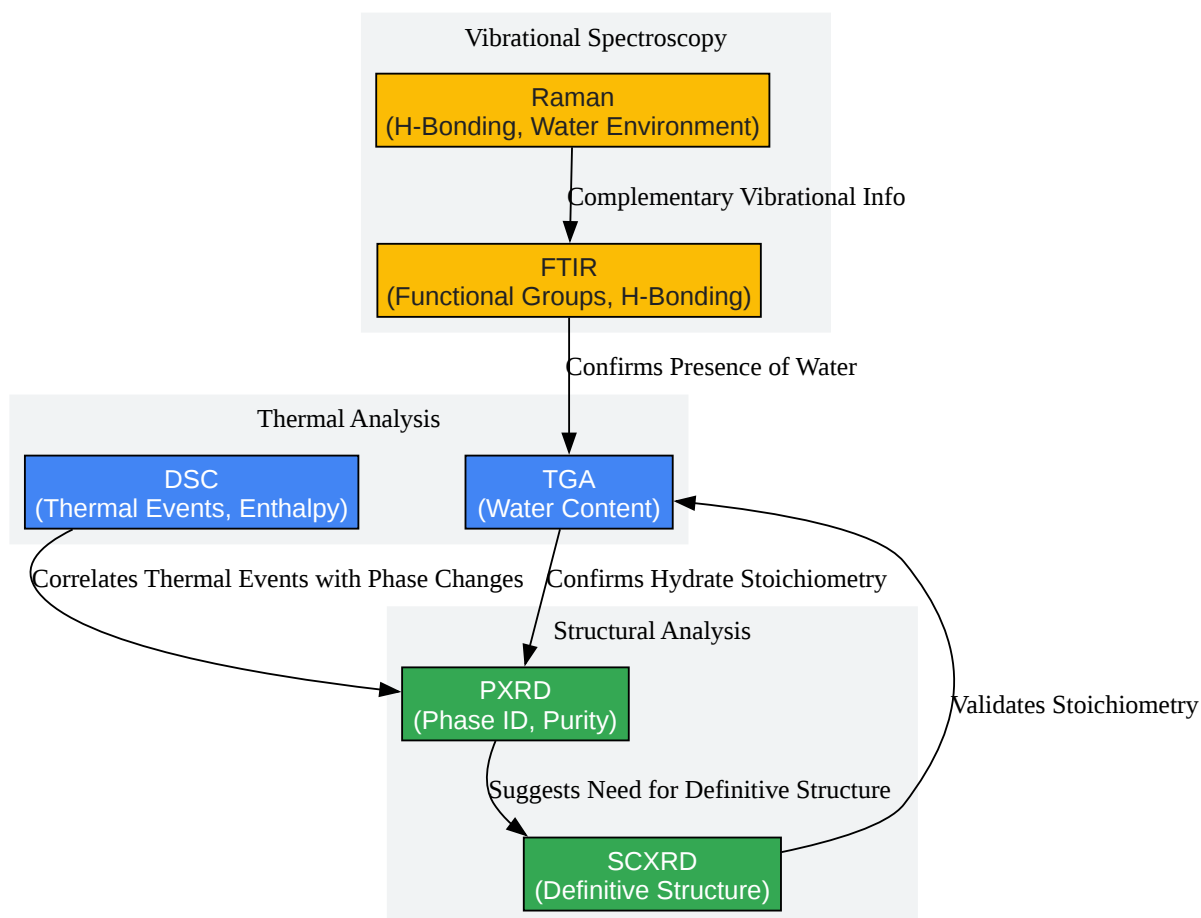 Vibrational Spectroscopy
Raman
(H-Bonding, Water Environment)
Complementary Vibrational Info
FTIR
(Functional Groups, H-Bonding)
Confirms Presence of Water
Thermal Analysis
DSC
(Thermal Events, Enthalpy)
TGA
(Water Content)
Correlates Thermal Events with Phase Changes
Confirms Hydrate Stoichiometry
Structural Analysis
PXRD
(Phase ID, Purity)
Validates Stoichiometry
Suggests Need for Definitive Structure
SCXRD
(Definitive Structure)